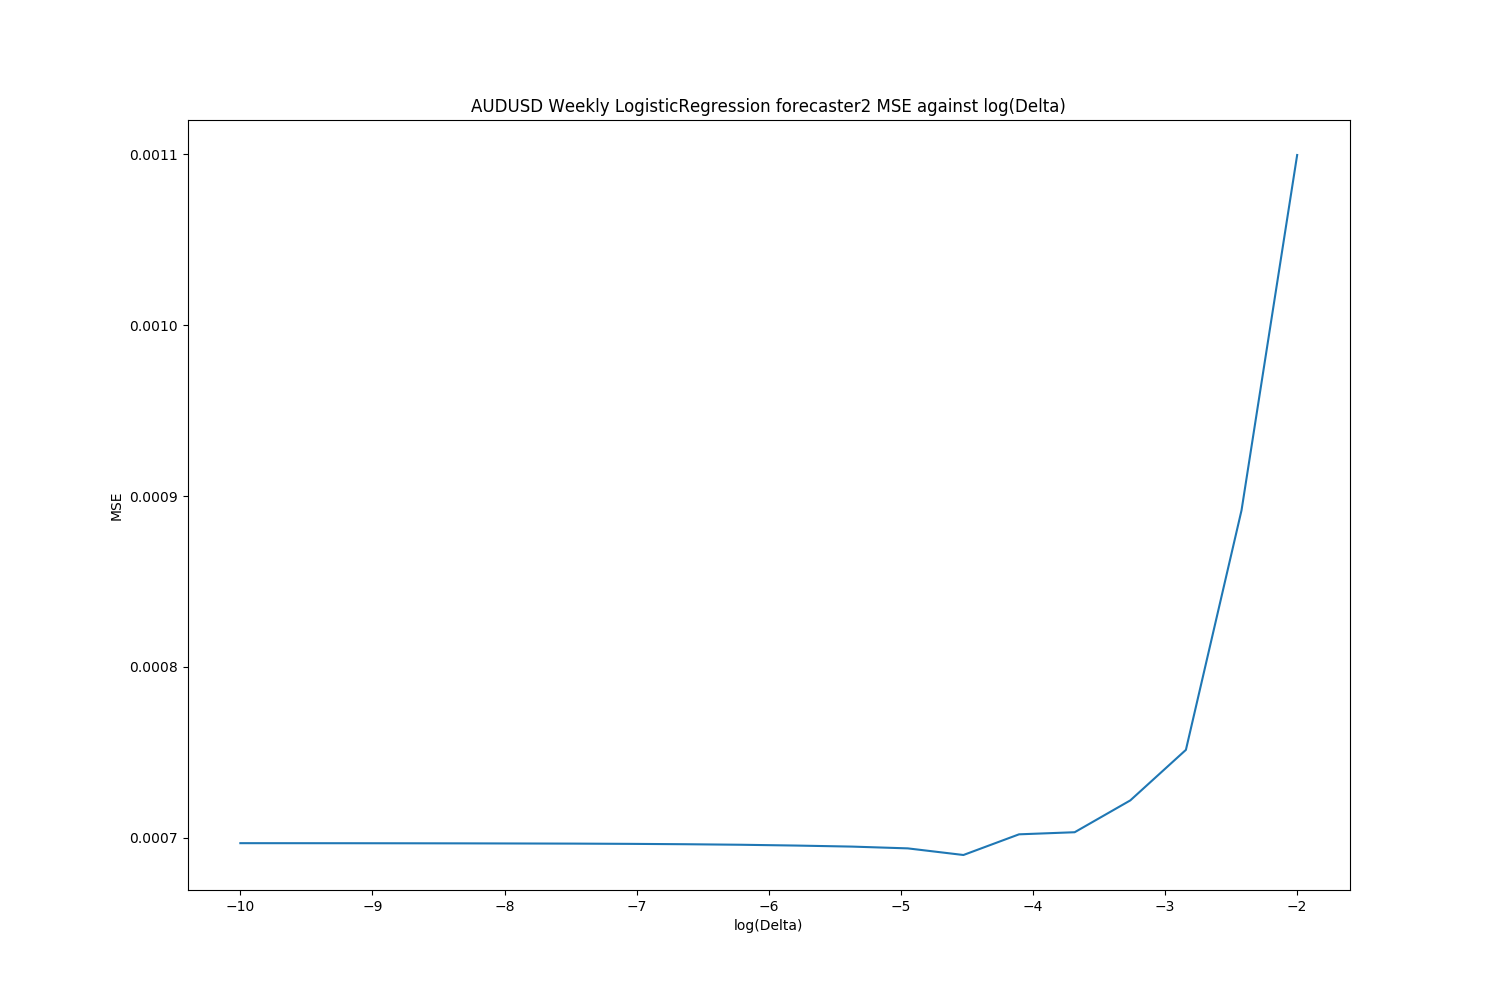 AUDUSD Weekly LogisticRegression forecaster2 MSE against log(Delta)
0.0011
0.0010
0.0009
0.0008
0.0007
MSE
−10 −9 −8 −7 −6 −5 −4 −3 −2
log(Delta)